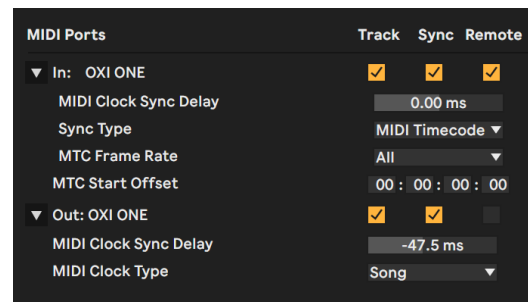 MIDI Ports Track Sync Remote
▼ In: OXI ONE
MIDI Clock Sync Delay 0.00 ms
Sync Type MIDI Timecode ▼
MTC Frame Rate All ▼
MTC Start Offset 00 : 00 : 00 : 00
▼ Out: OXI ONE
MIDI Clock Sync Delay -47.5 ms
MIDI Clock Type Song ▼